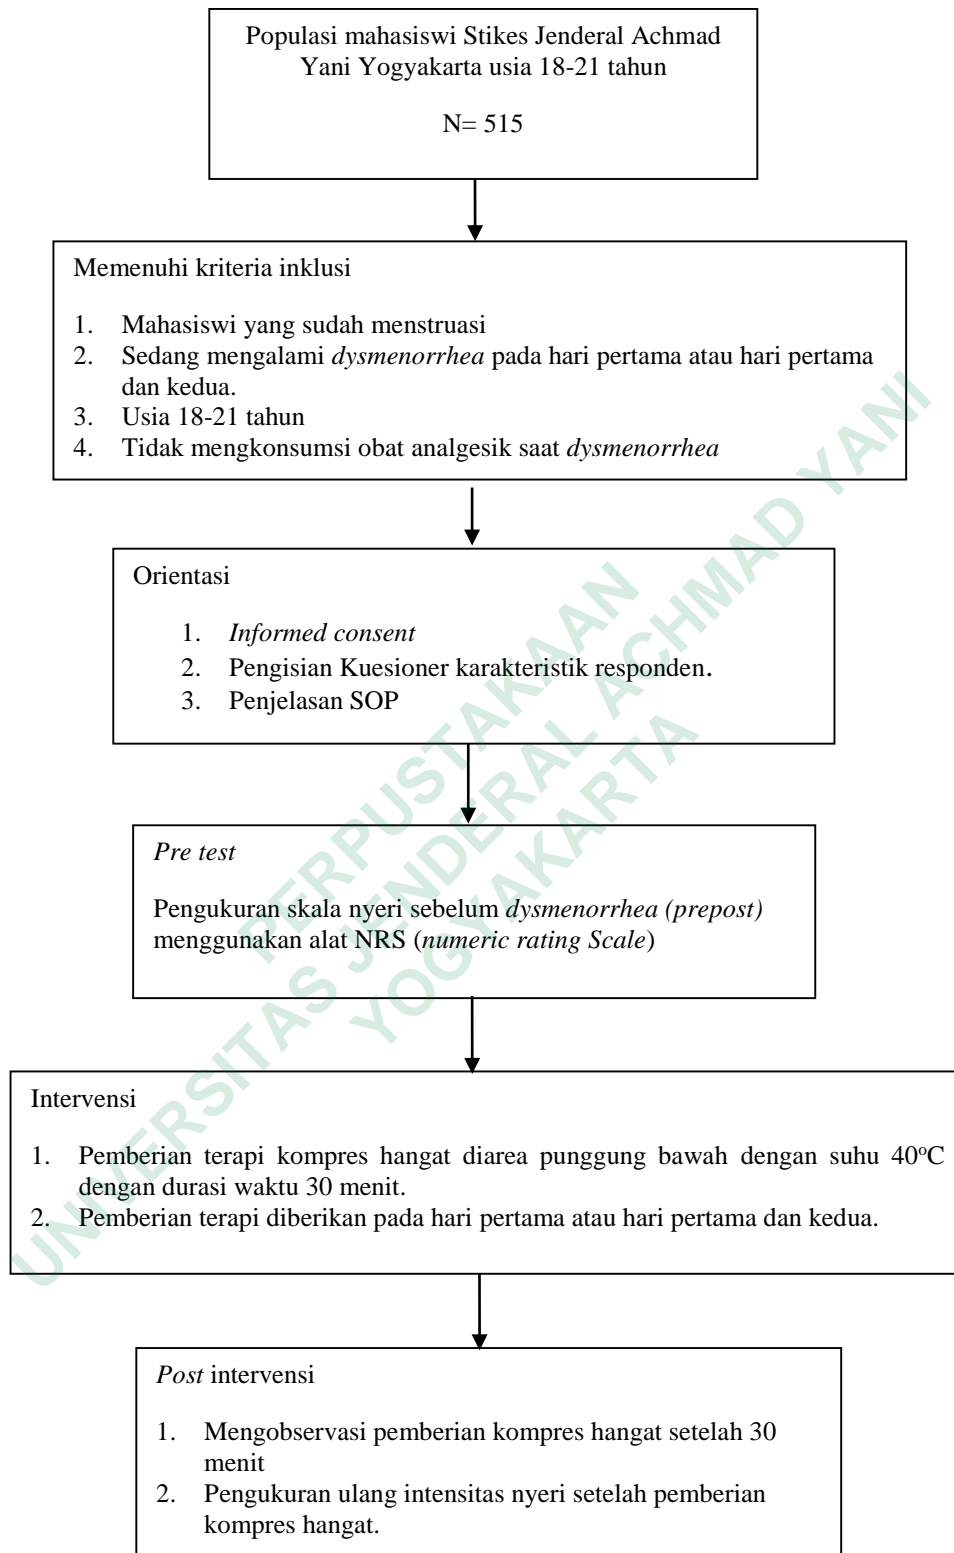 Populasi mahasiswi Stikes Jenderal Achmad
Yani Yogyakarta usia 18-21 tahun
N= 515
Memenuhi kriteria inklusi
1. Mahasiswi yang sudah menstruasi
2. Sedang mengalami dysmenorrhea pada hari pertama atau hari pertama
dan kedua.
3. Usia 18-21 tahun
4. Tidak mengkonsumsi obat analgesik saat dysmenorrhea
Orientasi
1. Informed consent
2. Pengisian Kuesioner karakteristik responden.
3. Penjelasan SOP
Pre test
Pengukuran skala nyeri sebelum dysmenorrhea (prepost)
menggunakan alat NRS (numeric rating Scale)
Intervensi
1. Pemberian terapi kompres hangat diarea punggung bawah dengan suhu 40°C
dengan durasi waktu 30 menit.
2. Pemberian terapi diberikan pada hari pertama atau hari pertama dan kedua.
Post intervensi
1. Mengobservasi pemberian kompres hangat setelah 30
menit
2. Pengukuran ulang intensitas nyeri setelah pemberian
kompres hangat.
PERPUSTAKAAN
UNIVERSITAS JENDERAL ACHMAD YANI
YOGYAKARTA